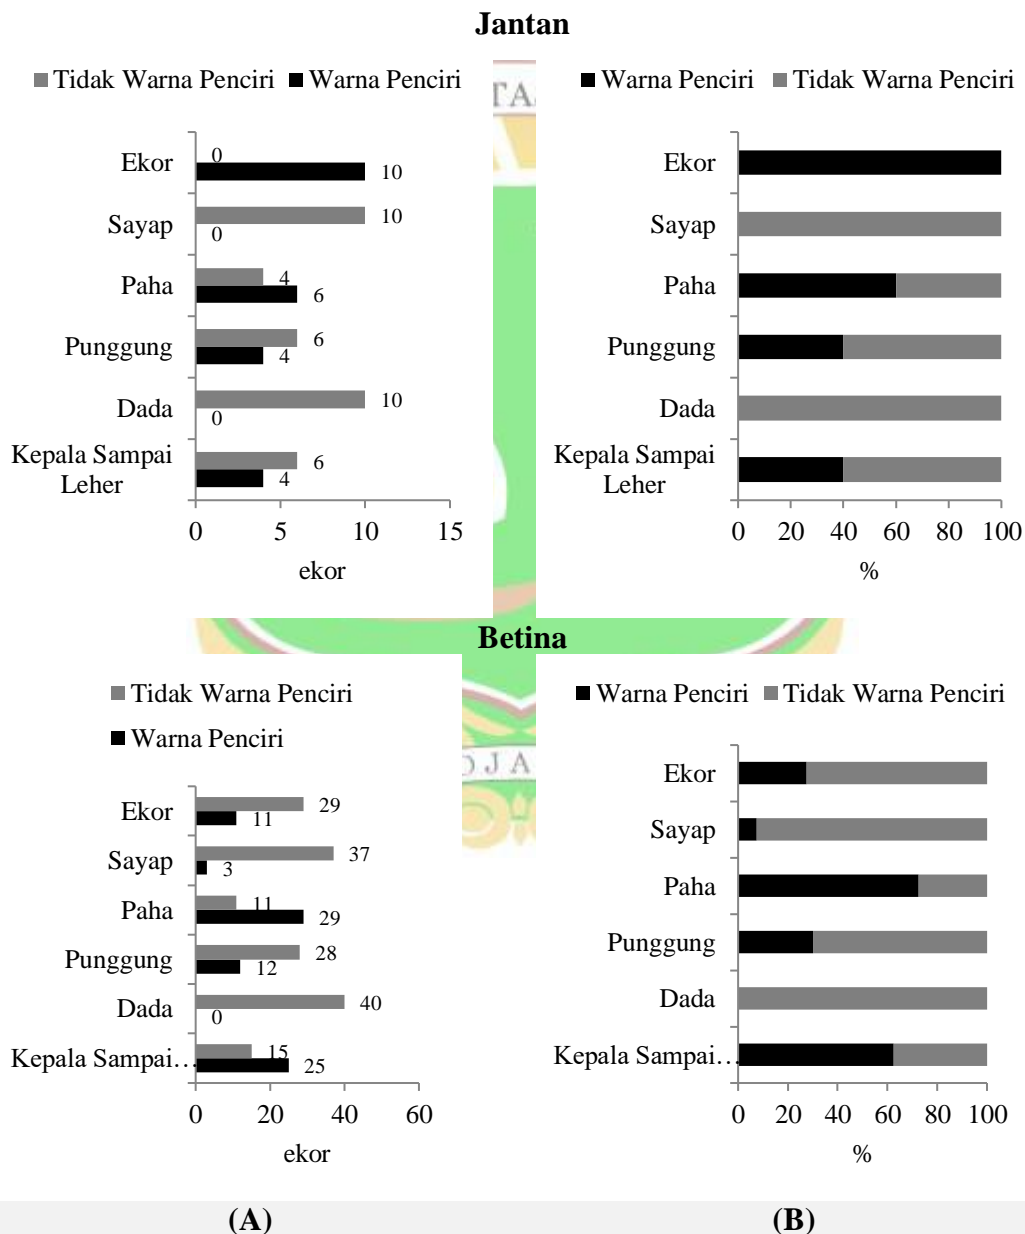 Jantan
Tidak Warna Penciri Warna Penciri
Ekor
0
10
Sayap
10
0
Paha
4
6
Punggung
6
4
Dada
10
0
Kepala Sampai
Leher
6
4
0 5 10 15
ekor
Warna Penciri Tidak Warna Penciri
Ekor
Sayap
Paha
Punggung
Dada
Kepala Sampai
Leher
0 20 40 60 80 100
%
TAS
Betina
Tidak Warna Penciri
Warna Penciri
Ekor
29
11
Sayap
37
3
Paha
11
29
Punggung
28
12
Dada
40
0
Kepala Sampai…
15
25
0 20 40 60
ekor
Warna Penciri Tidak Warna Penciri
Ekor
Sayap
Paha
Punggung
Dada
Kepala Sampai…
0 20 40 60 80 100
%
DJA
(A) (B)